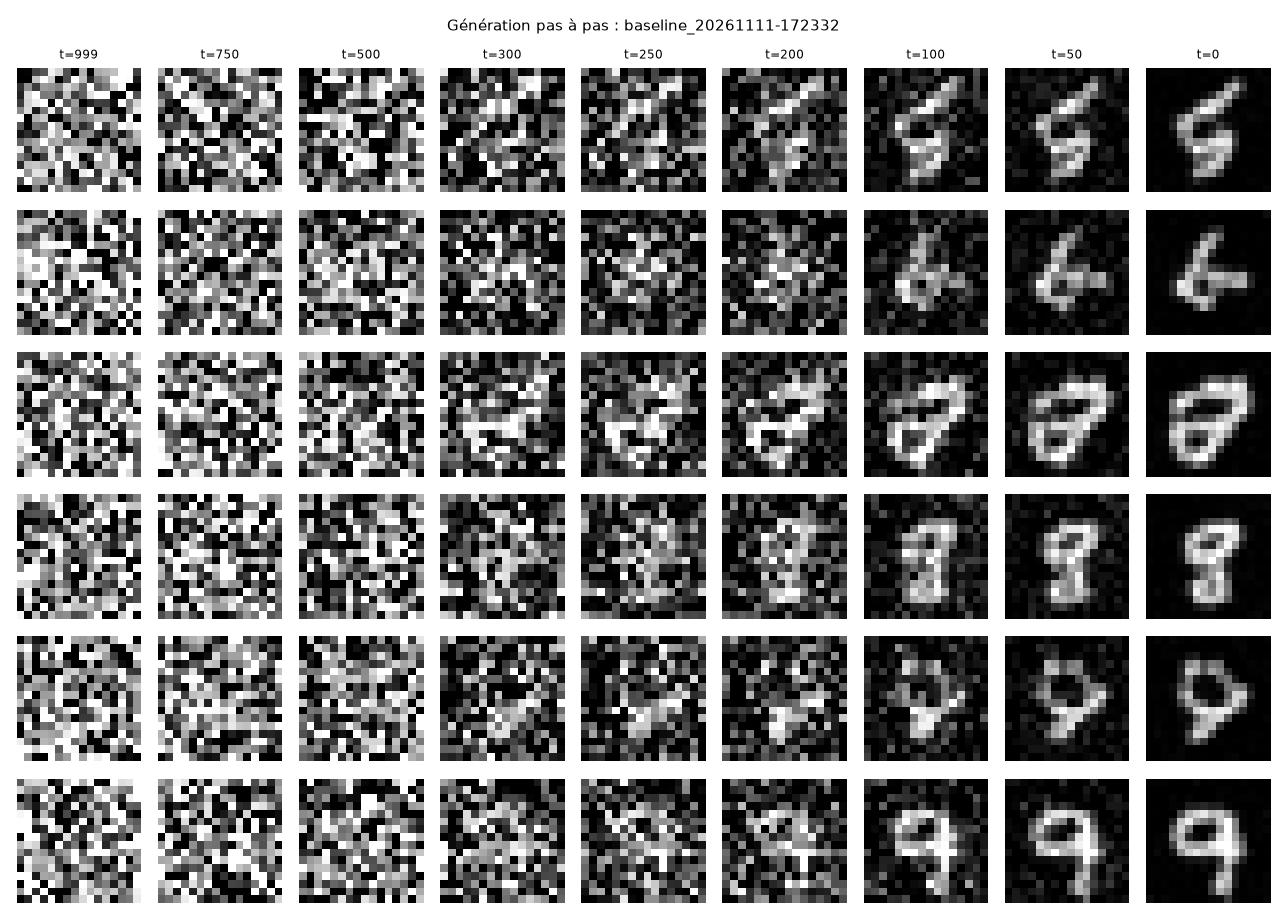 Génération pas à pas : baseline_20261111-172332
t=999 t=750 t=500 t=300 t=250 t=200 t=100 t=50 t=0